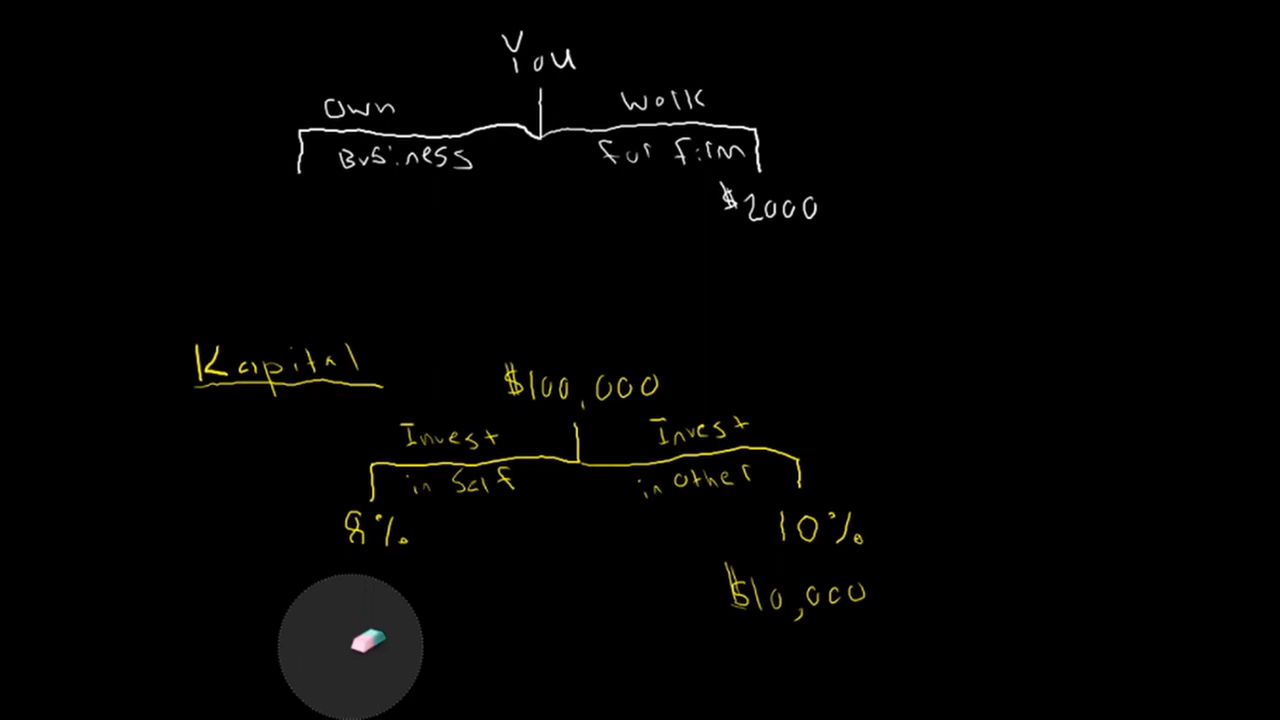 You
Own
Work
Business
for firm
$2000
Kapital
$100,000
Invest
Invest
in Self
in other
8%
10%
$10,000